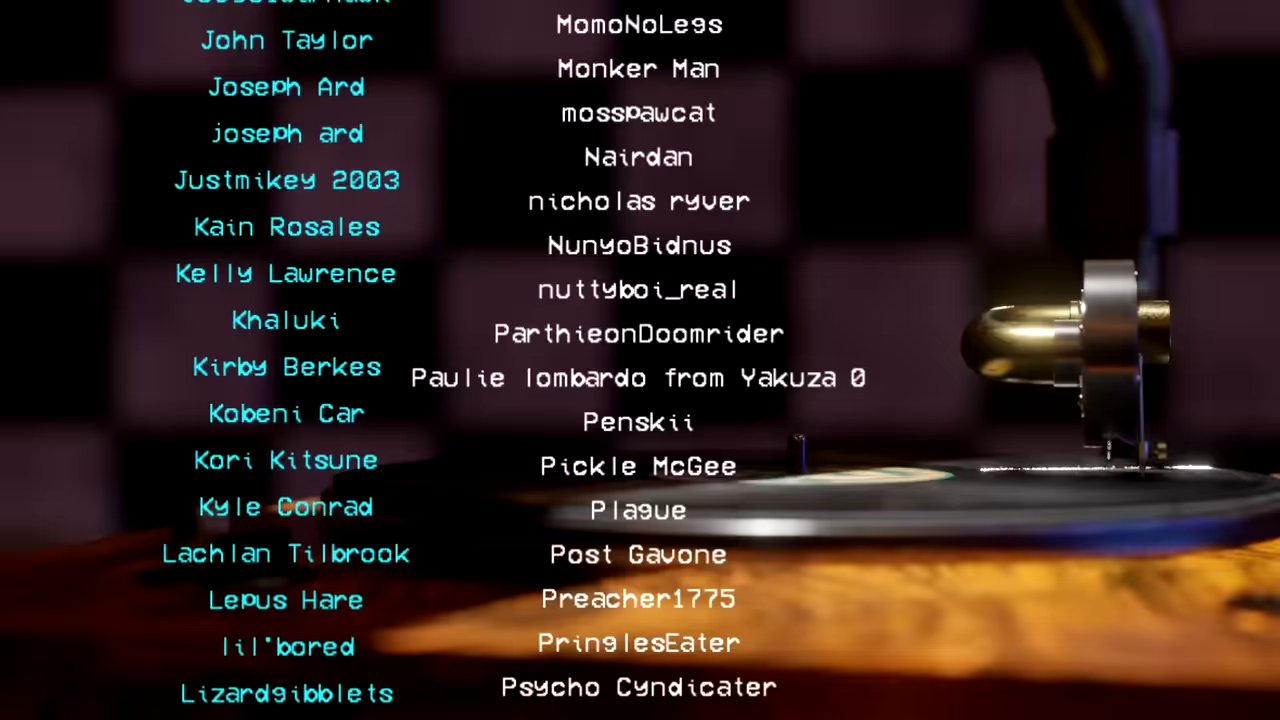 John Taylor
Joseph Ard
joseph ard
Justmikey 2003
Kain Rosales
Kelly Lawrence
Khaluki
Kirby Berkes
Kobeni Car
Kori Kitsune
Kyle Conrad
Lachlan Tilbrook
Lepus Hare
lil'bored
Lizardgibblets
MomoNoLegs
Monker Man
mosspawcat
Nairdan
nicholas ryver
NunyoBidnus
nuttyboi_real
ParthieonDoomrider
Paulie lombardo from Yakuza 0
Penskii
Pickle McGee
Plague
Post Gavone
Preacher1775
PringlesEater
Psycho Cyndicater